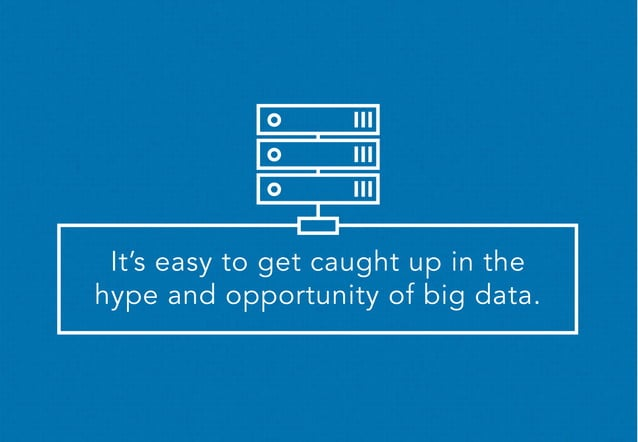 It’s easy to get caught up in the
hype and opportunity of big data.